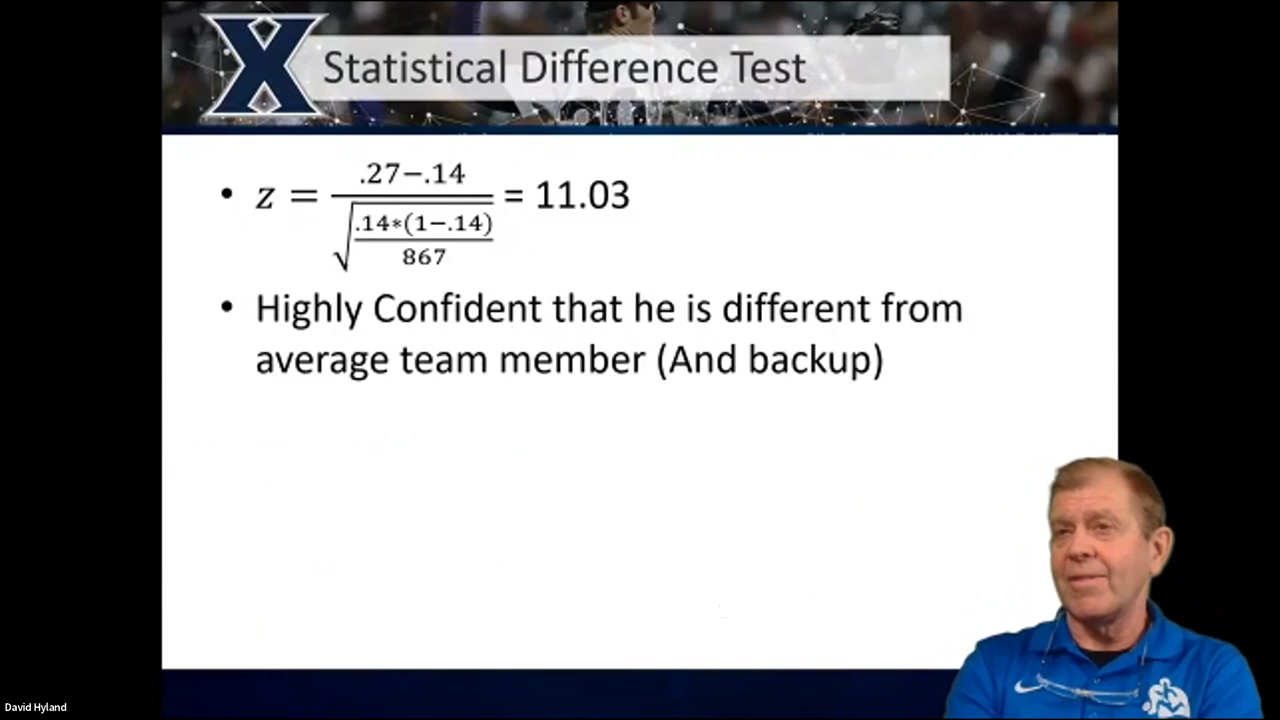 X
Statistical Difference Test
• z = .27−.14 / √(.14*(1−.14) / 867) = 11.03
• Highly Confident that he is different from
average team member (And backup)
David Hyland